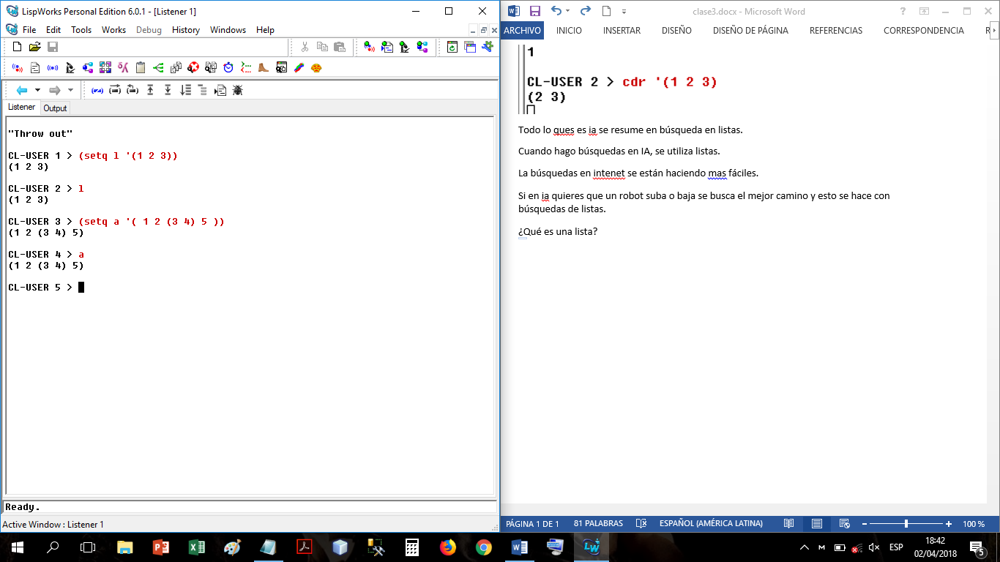 LispWorks Personal Edition 6.0.1 - [Listener 1]
File Edit Tools Works Debug History Windows Help
Listener Output
"Throw out"
CL-USER 1 > (setq l '(1 2 3))
(1 2 3)
CL-USER 2 > l
(1 2 3)
CL-USER 3 > (setq a '( 1 2 (3 4) 5 ))
(1 2 (3 4) 5)
CL-USER 4 > a
(1 2 (3 4) 5)
CL-USER 5 >
Ready.
Active Window : Listener 1
clase3.docx - Microsoft Word
ARCHIVO INICIO INSERTAR DISEÑO DISEÑO DE PÁGINA REFERENCIAS CORRESPONDENCIA R
1
CL-USER 2 > cdr '(1 2 3)
(2 3)
Todo lo ques es ia se resume en búsqueda en listas.
Cuando hago búsquedas en IA, se utiliza listas.
La búsquedas en intenet se están haciendo mas fáciles.
Si en ia quieres que un robot suba o baja se busca el mejor camino y esto se hace con
búsquedas de listas.
¿Qué es una lista?
PÁGINA 1 DE 1 81 PALABRAS ESPAÑOL (AMÉRICA LATINA) 100 %
ESP
18:42
02/04/2018
5